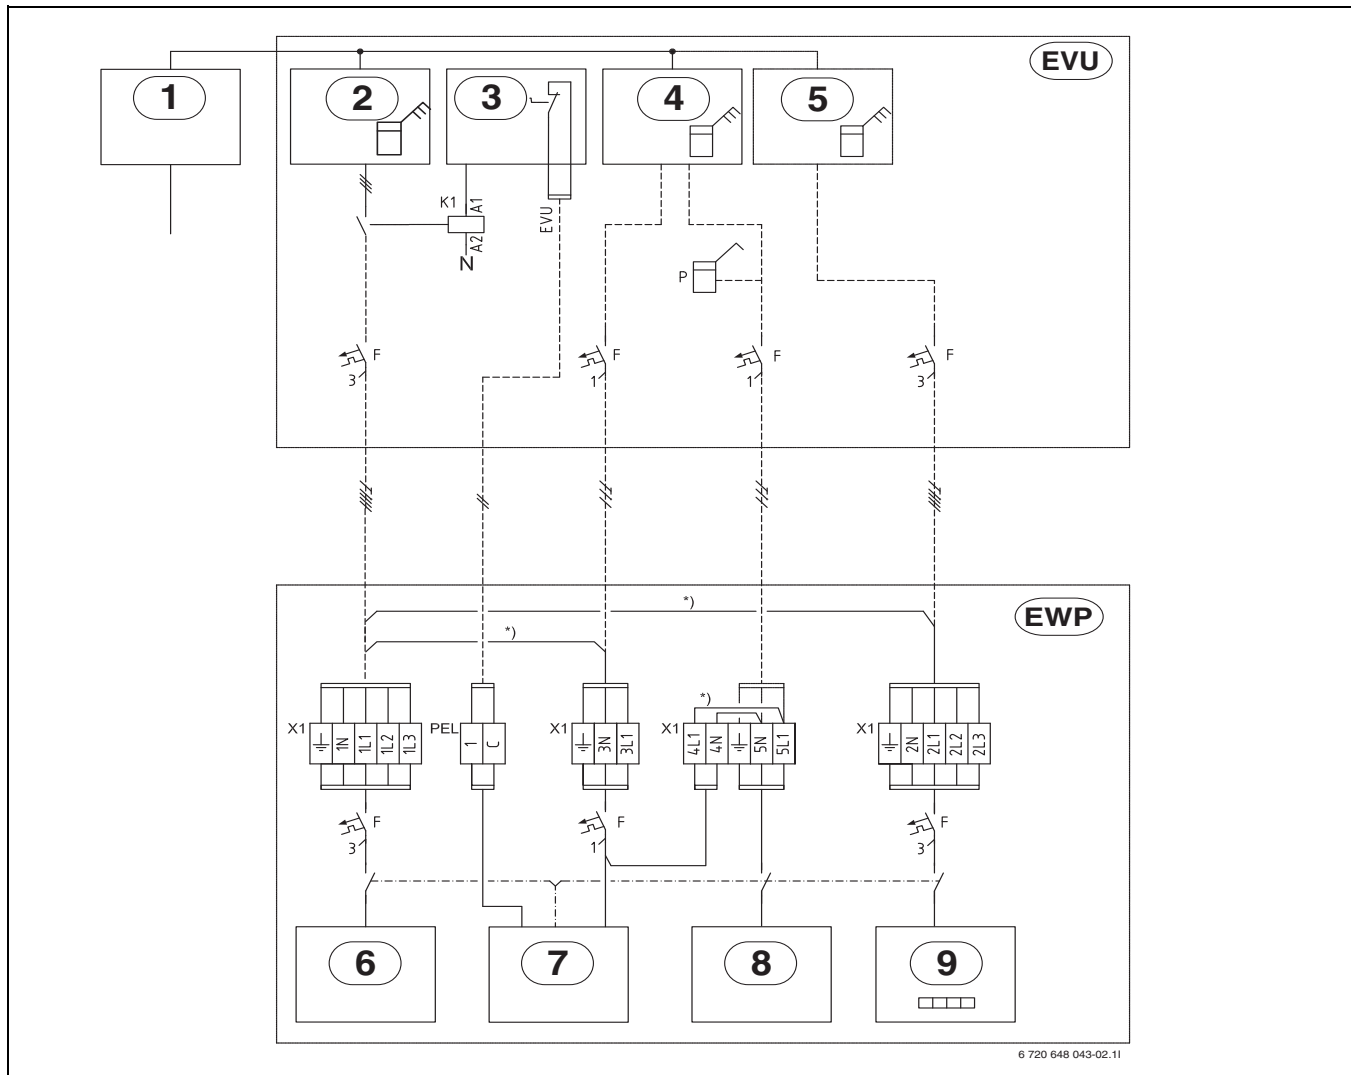 EVU
1
2
3
4
5
K1
A1
A2
N
EVU
P
F
3
F
1
F
1
F
3
*)
EWP
*)
*)
X1
1N
1L1
1L2
1L3
PEL
1
C
X1
3N
3L1
X1
4L1
4N
5N
5L1
X1
2N
2L1
2L2
2L3
F
3
F
1
F
3
6
7
8
9
6 720 648 043-02.1I